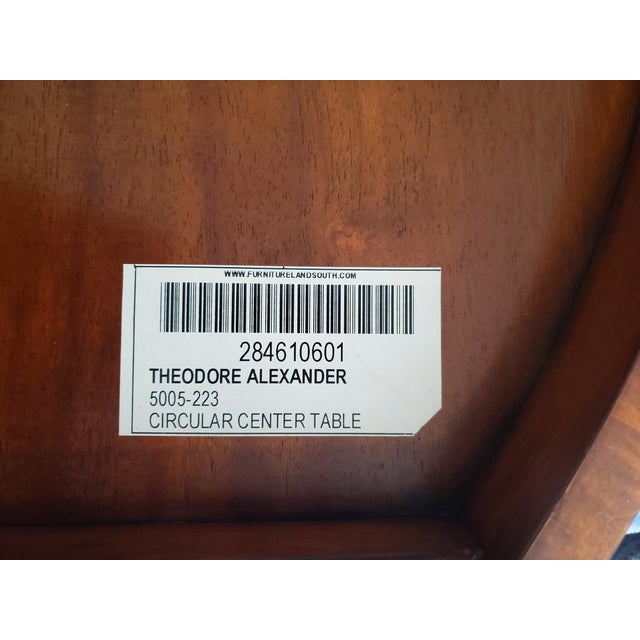 WWW.FURNITURELANDSOUTH.COM
284610601
THEODORE ALEXANDER
5005-223
CIRCULAR CENTER TABLE